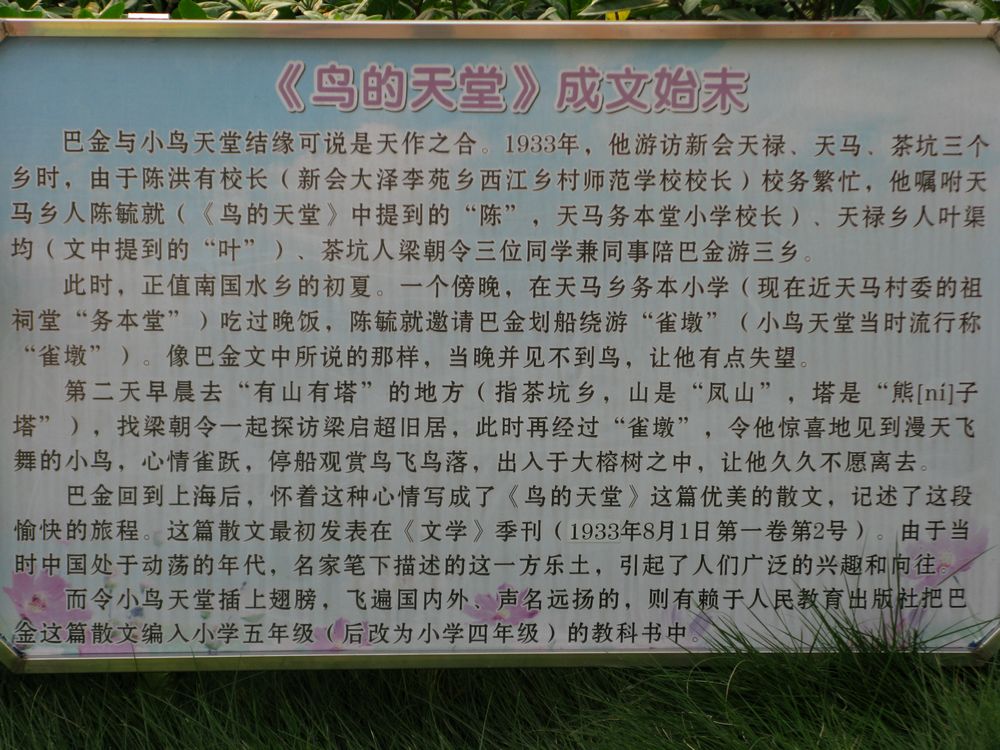 《鸟的天堂》成文始末
巴金与小鸟天堂结缘可说是天作之合。1933年，他游访新会天禄、天马、茶坑三个
乡时，由于陈洪有校长（新会大泽李苑乡西江乡村师范学校校长）校务繁忙，他嘱咐天
马乡人陈毓就（《鸟的天堂》中提到的“陈”，天马务本堂小学校长）、天禄乡人叶渠
均（文中提到的“叶”）、茶坑人梁朝令三位同学兼同事陪巴金游三乡。
此时，正值南国水乡的初夏。一个傍晚，在天马乡务本小学（现在近天马村委的祖
祠堂“务本堂”）吃过晚饭，陈毓就邀请巴金划船绕游“雀墩”（小鸟天堂当时流行称
“雀墩”）。像巴金文中所说的那样，当晚并见不到鸟，让他有点失望。
第二天早晨去“有山有塔”的地方（指茶坑乡，山是“凤山”，塔是“熊[ní]子
塔”），找梁朝令一起探访梁启超旧居，此时再经过“雀墩”，令他惊喜地见到漫天飞
舞的小鸟，心情雀跃，停船观赏鸟飞鸟落，出入于大榕树之中，让他久久不愿离去。
巴金回到上海后，怀着这种心情写成了《鸟的天堂》这篇优美的散文，记述了这段
愉快的旅程。这篇散文最初发表在《文学》季刊（1933年8月1日第一卷第2号）。由于当
时中国处于动荡的年代，名家笔下描述的这一方乐土，引起了人们广泛的兴趣和向往。
而令小鸟天堂插上翅膀，飞遍国内外、声名远扬的，则有赖于人民教育出版社把巴
金这篇散文编入小学五年级（后改为小学四年级）的教科书中。